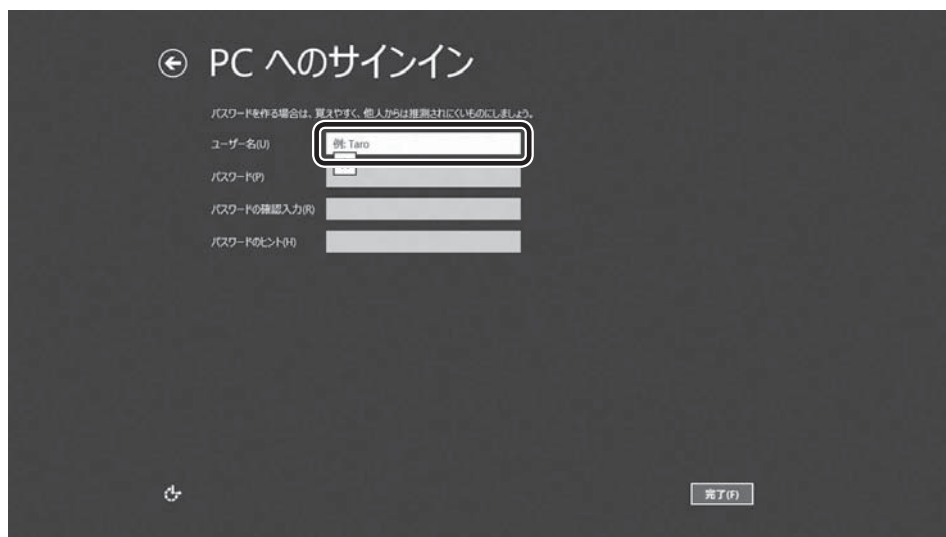 PC へのサインイン
パスワードを作る場合は、覚えやすく、他人からは推測されにくいものにしましょう。
ユーザー名(U)
例: Taro
パスワード(P)
パスワードの確認入力(R)
パスワードのヒント(H)
完了(F)